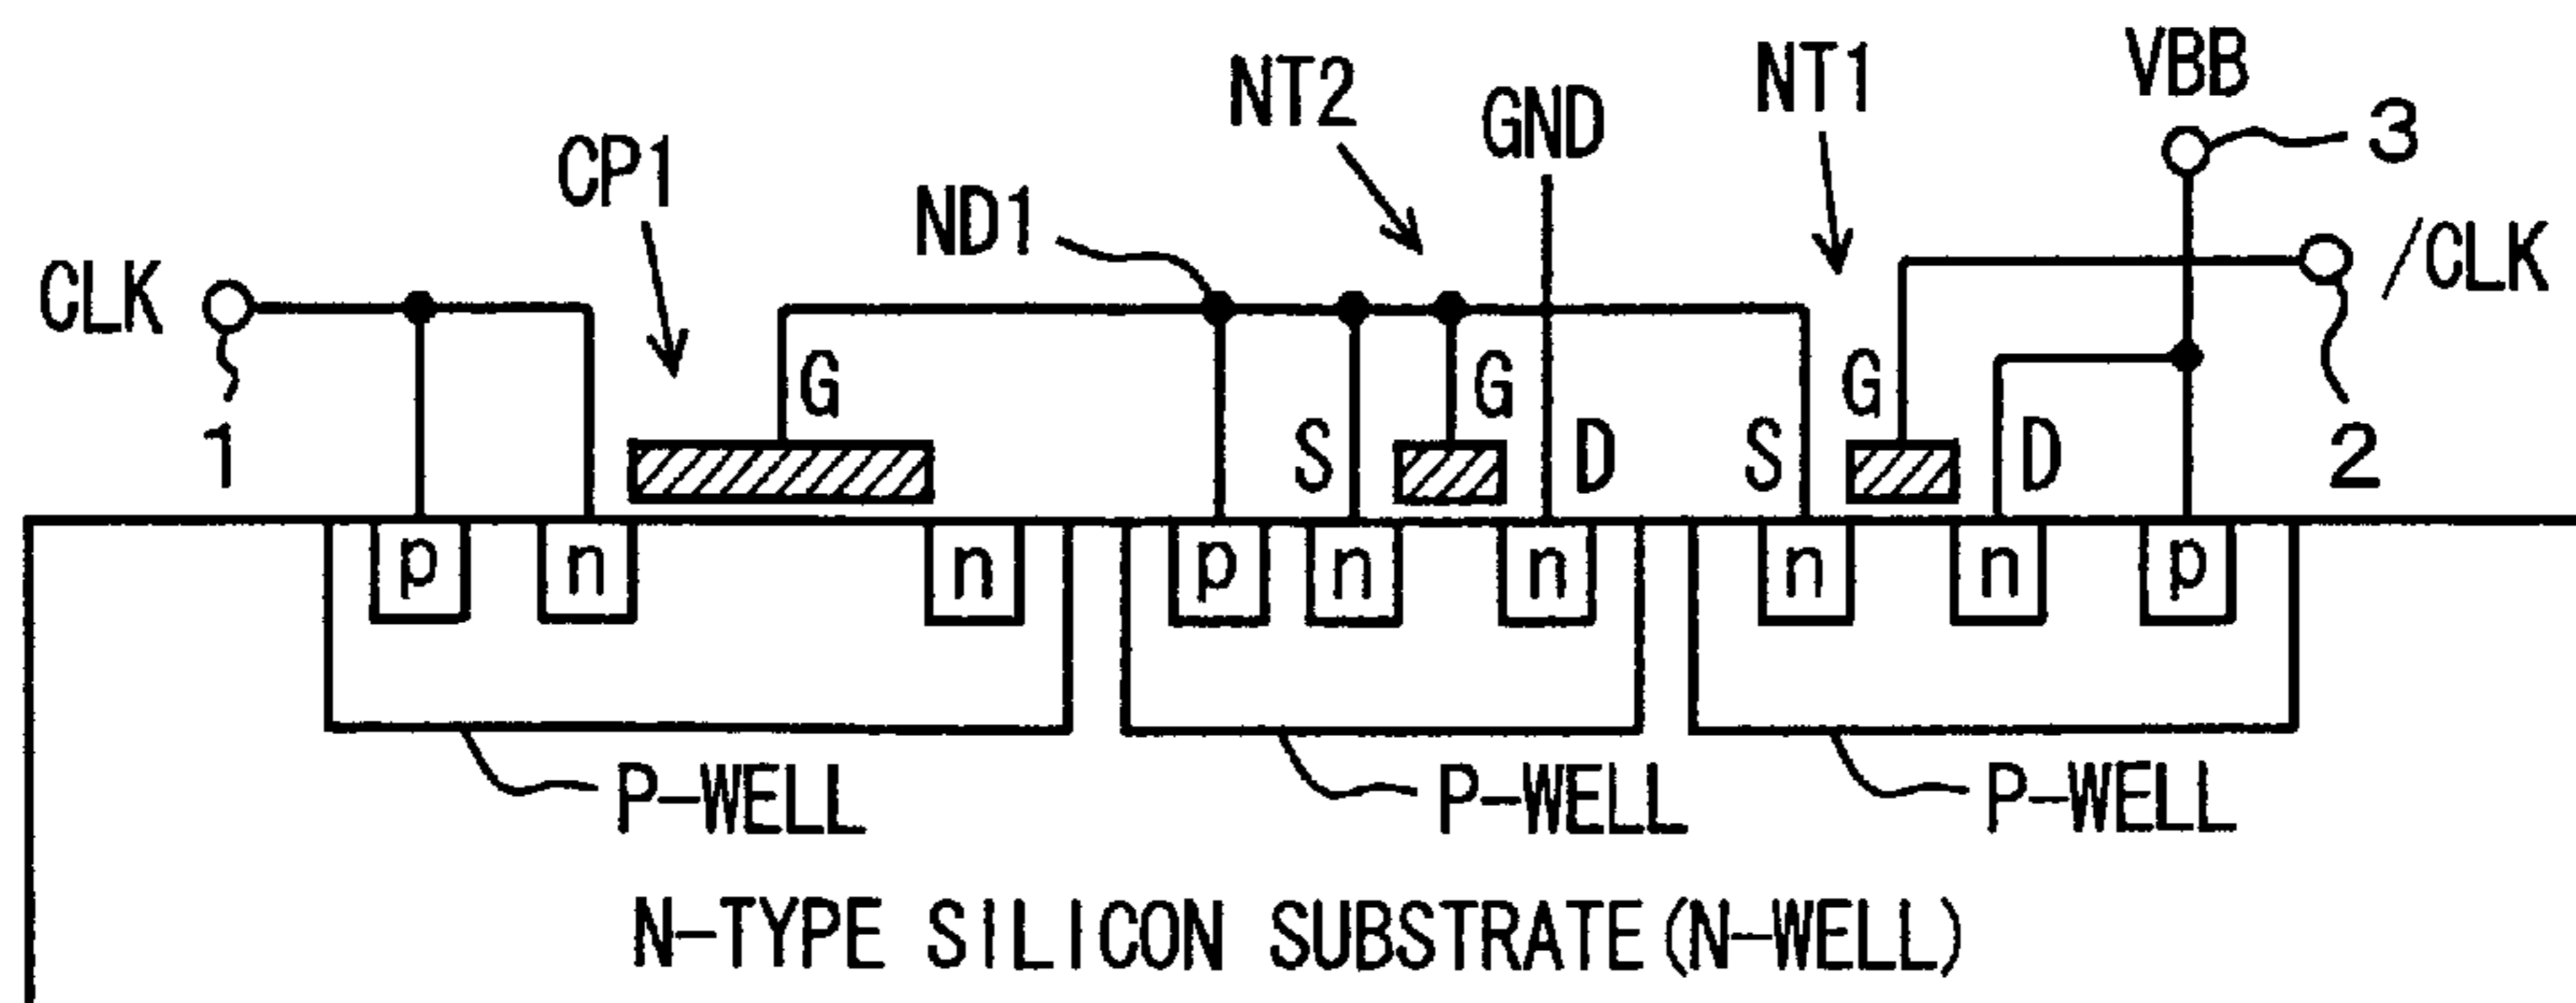 VBB
NT2
GND
NT1
3
CP1
ND1
CLK
/CLK
1
G
S
G
D
S
G
D
2
p
n
n
p
n
n
n
n
p
P-WELL
P-WELL
P-WELL
N-TYPE SILICON SUBSTRATE (N-WELL)